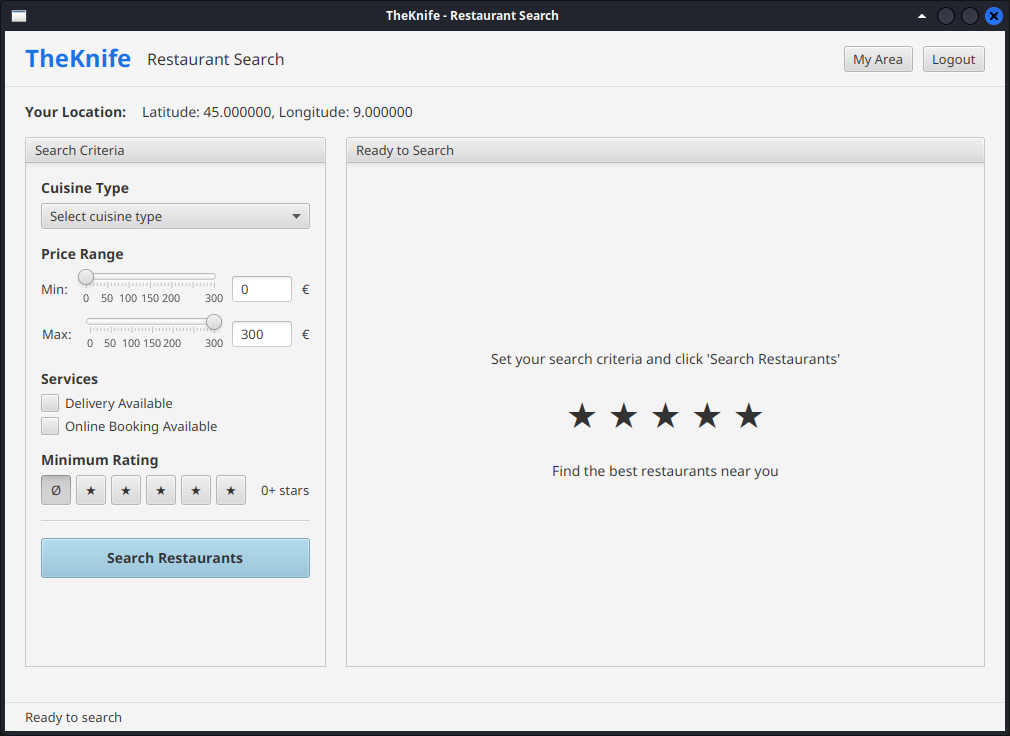 TheKnife - Restaurant Search
TheKnife Restaurant Search My Area Logout
Your Location: Latitude: 45.000000, Longitude: 9.000000
Search Criteria
Cuisine Type
Select cuisine type
Price Range
Min: 0 €
0 50 100 150 200 300
Max: 300 €
0 50 100 150 200 300
Services
Delivery Available
Online Booking Available
Minimum Rating
Ø ★ ★ ★ ★ ★ 0+ stars
Search Restaurants
Ready to Search
Set your search criteria and click 'Search Restaurants'
★ ★ ★ ★ ★
Find the best restaurants near you
Ready to search